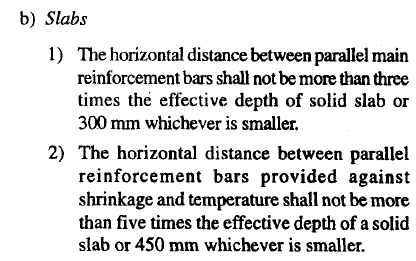 b) Slabs
1) The horizontal distance between parallel main
reinforcement bars shall not be more than three
times the effective depth of solid slab or
300 mm whichever is smaller.
2) The horizontal distance between parallel
reinforcement bars provided against
shrinkage and temperature shall not be more
than five times the effective depth of a solid
slab or 450 mm whichever is smaller.